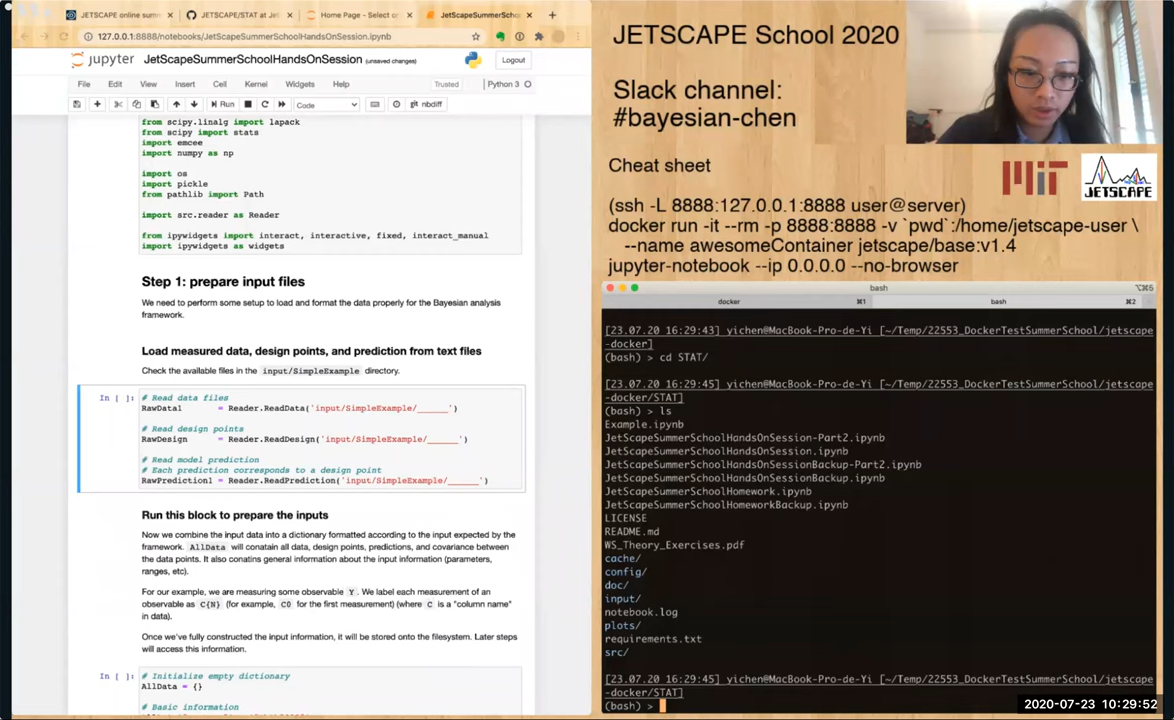 JETSCAPE online sum
JETSCAPE/STAT at Je
Home Page - Select o
JetScapeSummerScho
127.0.0.1:8888/notebooks/JetScapeSummerSchoolHandsOnSession.ipynb
jupyter JetScapeSummerSchoolHandsOnSession (unsaved changes)
Logout
File Edit View Insert Cell Kernel Widgets Help
Trusted
Python 3
Run
Code
nbdiff
from scipy.linalg import lapack
from scipy import stats
import emcee
import numpy as np
import os
import pickle
from pathlib import Path
import src.reader as Reader
from ipywidgets import interact, interactive, fixed, interact_manual
import ipywidgets as widgets
Step 1: prepare input files
We need to perform some setup to load and format the data properly for the Bayesian analysis
framework.
Load measured data, design points, and prediction from text files
Check the available files in the input/SimpleExample directory.
In [ ]:
# Read data files
RawData1 = Reader.ReadData('input/SimpleExample/______')
# Read design points
RawDesign = Reader.ReadDesign('input/SimpleExample/______')
# Read model prediction
# Each prediction corresponds to a design point
RawPrediction1 = Reader.ReadPrediction('input/SimpleExample/______')
Run this block to prepare the inputs
Now we combine the input data into a dictionary formatted according to the input expected by the
framework. AllData will conatain all data, design points, predictions, and covariance between
the data points. It also conatins general information about the input information (parameters,
ranges, etc).
For our example, we are measuring some observable Y. We label each measurement of an
observable as C{N} (for example, C0 for the first measurement) (where C is a "column name"
in data).
Once we've fully constructed the input information, it will be stored onto the filesystem. Later steps
will access this information.
In [ ]:
# Initialize empty dictionary
AllData = {}
# Basic information
JETSCAPE School 2020
Slack channel:
#bayesian-chen
Cheat sheet
MIT
JETSCAPE
(ssh -L 8888:127.0.0.1:8888 user@server)
docker run -it --rm -p 8888:8888 -v `pwd`:/home/jetscape-user \
--name awesomeContainer jetscape/base:v1.4
jupyter-notebook --ip 0.0.0.0 --no-browser
bash
⌥⌘6
docker ⌘1 bash ⌘2
[23.07.20 16:29:43] yichen@MacBook-Pro-de-Yi [~/Temp/22553_DockerTestSummerSchool/jetscape
-docker]
(bash) > cd STAT/
[23.07.20 16:29:45] yichen@MacBook-Pro-de-Yi [~/Temp/22553_DockerTestSummerSchool/jetscape
-docker/STAT]
(bash) > ls
Example.ipynb
JetScapeSummerSchoolHandsOnSession-Part2.ipynb
JetScapeSummerSchoolHandsOnSession.ipynb
JetScapeSummerSchoolHandsOnSessionBackup-Part2.ipynb
JetScapeSummerSchoolHandsOnSessionBackup.ipynb
JetScapeSummerSchoolHomework.ipynb
JetScapeSummerSchoolHomeworkBackup.ipynb
LICENSE
README.md
WS_Theory_Exercises.pdf
cache/
config/
doc/
input/
notebook.log
plots/
requirements.txt
src/
[23.07.20 16:29:45] yichen@MacBook-Pro-de-Yi [~/Temp/22553_DockerTestSummerSchool/jetscape
-docker/STAT]
(bash) >
2020-07-23 10:29:52